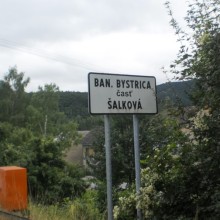 BAN. BYSTRICA
časť
ŠALKOVÁ